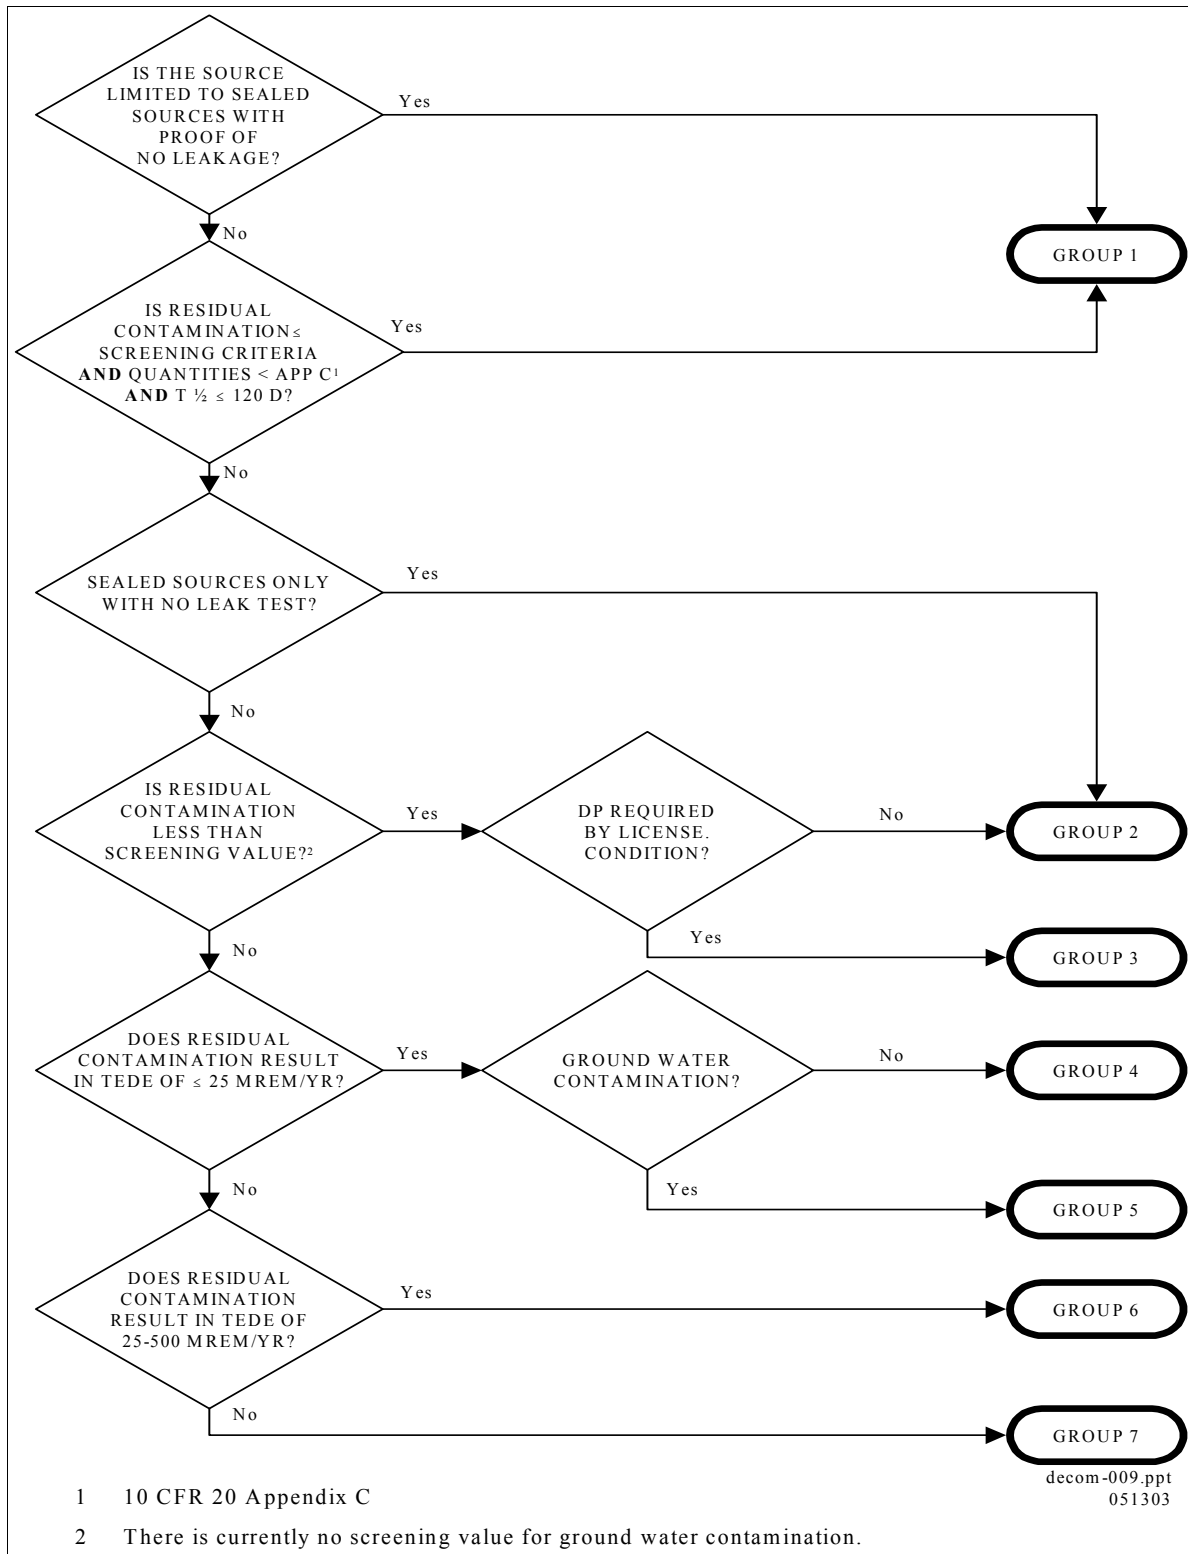 IS THE SOURCE
LIMITED TO SEALED
SOURCES WITH
PROOF OF
NO LEAKAGE?
Yes
No
GROUP 1
IS RESIDUAL
CONTAMINATION ≤
SCREENING CRITERIA
AND QUANTITIES < APP C¹
AND T ½ ≤ 120 D?
Yes
No
SEALED SOURCES ONLY
WITH NO LEAK TEST?
Yes
No
IS RESIDUAL
CONTAMINATION
LESS THAN
SCREENING VALUE?²
Yes
DP REQUIRED
BY LICENSE.
CONDITION?
No
GROUP 2
Yes
GROUP 3
No
DOES RESIDUAL
CONTAMINATION RESULT
IN TEDE OF ≤ 25 MREM/YR?
Yes
GROUND WATER
CONTAMINATION?
No
GROUP 4
Yes
GROUP 5
No
DOES RESIDUAL
CONTAMINATION
RESULT IN TEDE OF
25-500 MREM/YR?
Yes
GROUP 6
No
GROUP 7
decom-009.ppt
051303
1 10 CFR 20 Appendix C
2 There is currently no screening value for ground water contamination.